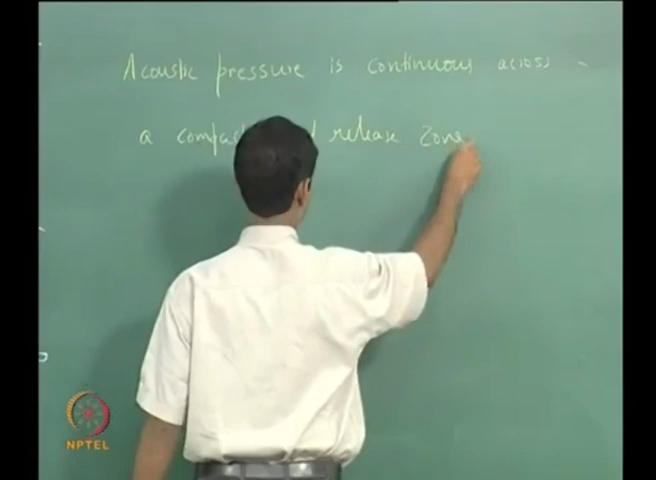 Acoustic pressure is continuous across
a compact release zone
NPTEL